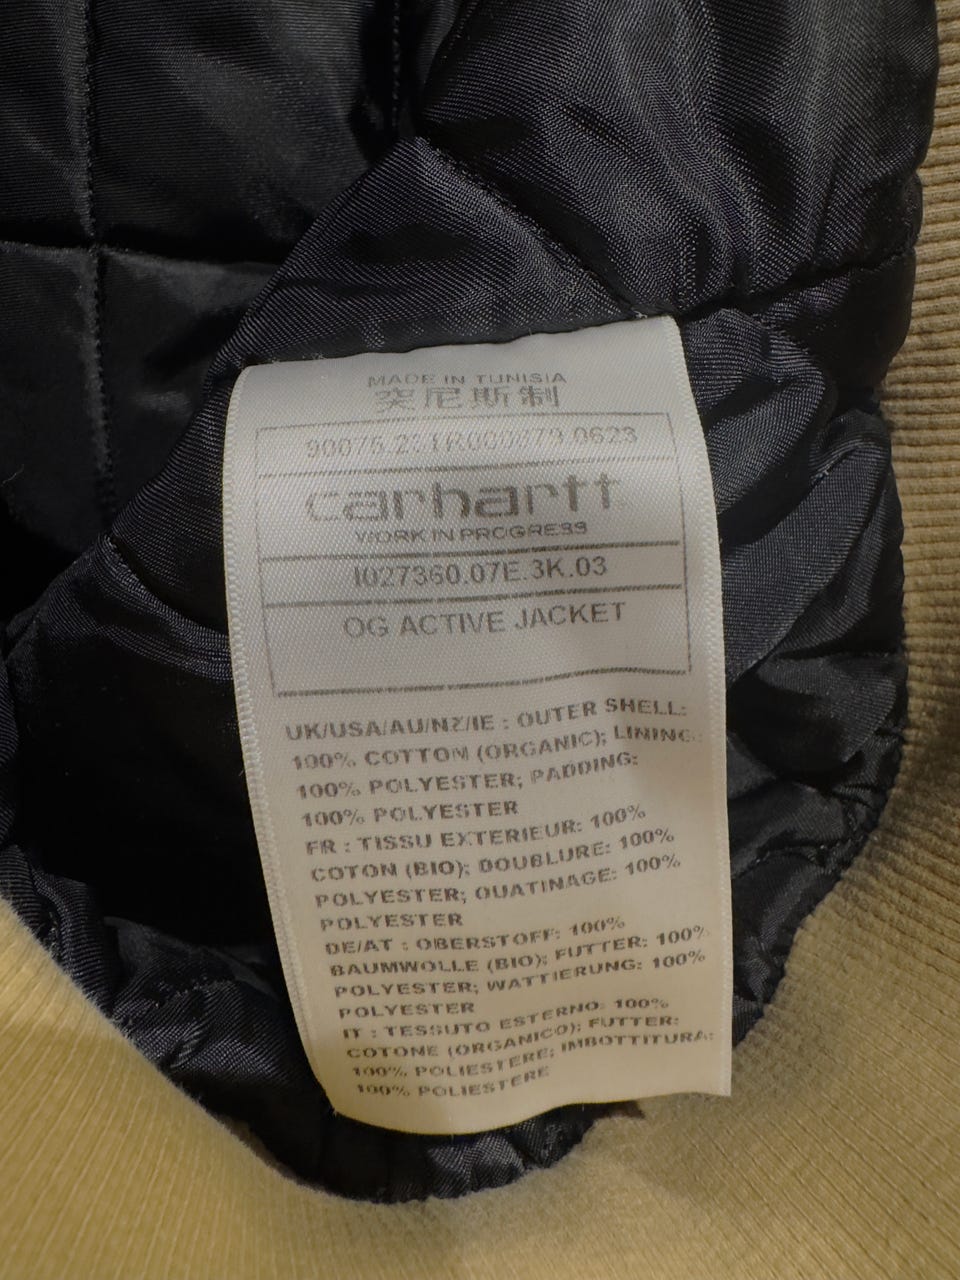 MADE IN TUNISIA
突尼斯制
90075.23TR000879.0623
carhartt
WORK IN PROGRESS
I027360.07E.3K.03
OG ACTIVE JACKET
UK/USA/AU/NZ/IE : OUTER SHELL:
100% COTTON (ORGANIC); LINING:
100% POLYESTER; PADDING:
100% POLYESTER
FR : TISSU EXTERIEUR: 100%
COTON (BIO); DOUBLURE: 100%
POLYESTER; OUATINAGE: 100%
POLYESTER
DE/AT : OBERSTOFF: 100%
BAUMWOLLE (BIO); FUTTER: 100%
POLYESTER; WATTIERUNG: 100%
POLYESTER
IT : TESSUTO ESTERNO: 100%
COTONE (ORGANICO); FUTTER:
100% POLIESTERE; IMBOTTITURA:
100% POLIESTERE